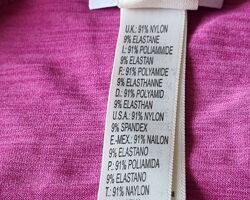 U.K.: 91% NYLON
9% ELASTANE
I.: 91% POLIAMMIDE
9% ELASTAN
F.: 91% POLYAMIDE
9% ELASTHANNE
D.: 91% POLYAMID
9% ELASTHAN
U.S.A.: 91% NYLON
9% SPANDEX
E-MEX.: 91% NAILON
9% ELASTANO
P.: 91% POLIAMIDA
9% ELASTANO
T.: 91% NAYLON